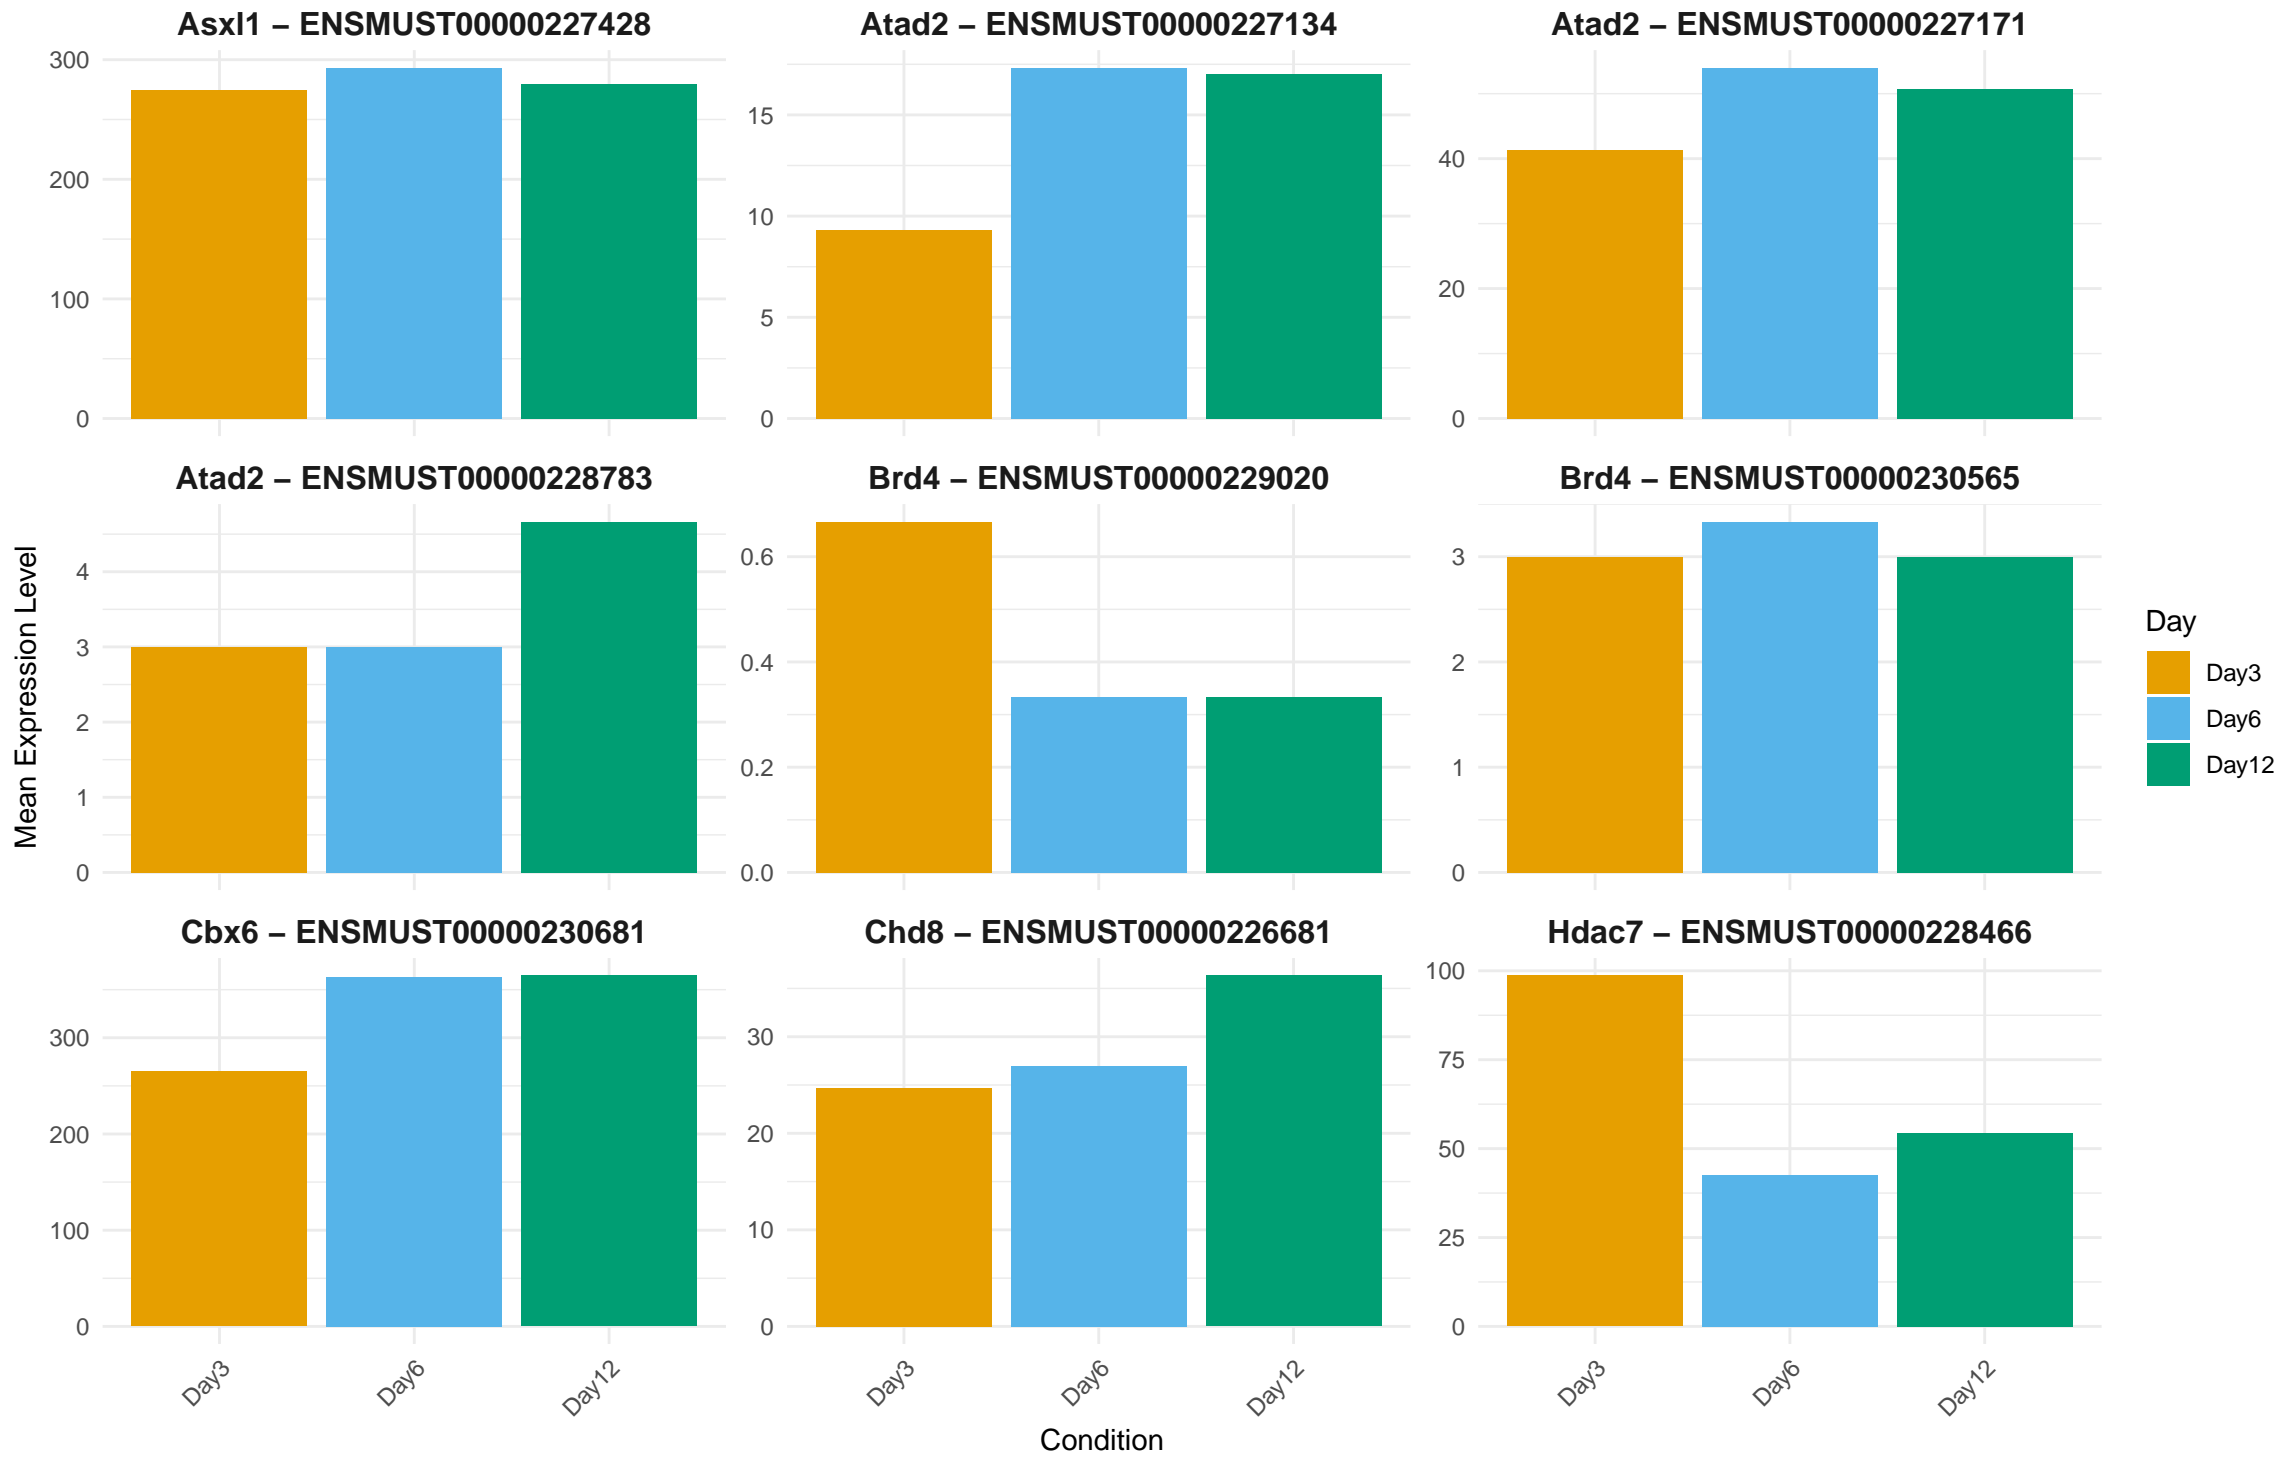 Asxl1 – ENSMUST00000227428
Atad2 – ENSMUST00000227134
Atad2 – ENSMUST00000227171
300
200
100
0
15
10
5
0
40
20
0
Atad2 – ENSMUST00000228783
Brd4 – ENSMUST00000229020
Brd4 – ENSMUST00000230565
4
3
2
1
0
0.6
0.4
0.2
0.0
3
2
1
0
Cbx6 – ENSMUST00000230681
Chd8 – ENSMUST00000226681
Hdac7 – ENSMUST00000228466
300
200
100
0
30
20
10
0
100
75
50
25
0
Day3
Day6
Day12
Day3
Day6
Day12
Day3
Day6
Day12
Condition
Mean Expression Level
Day
Day3
Day6
Day12